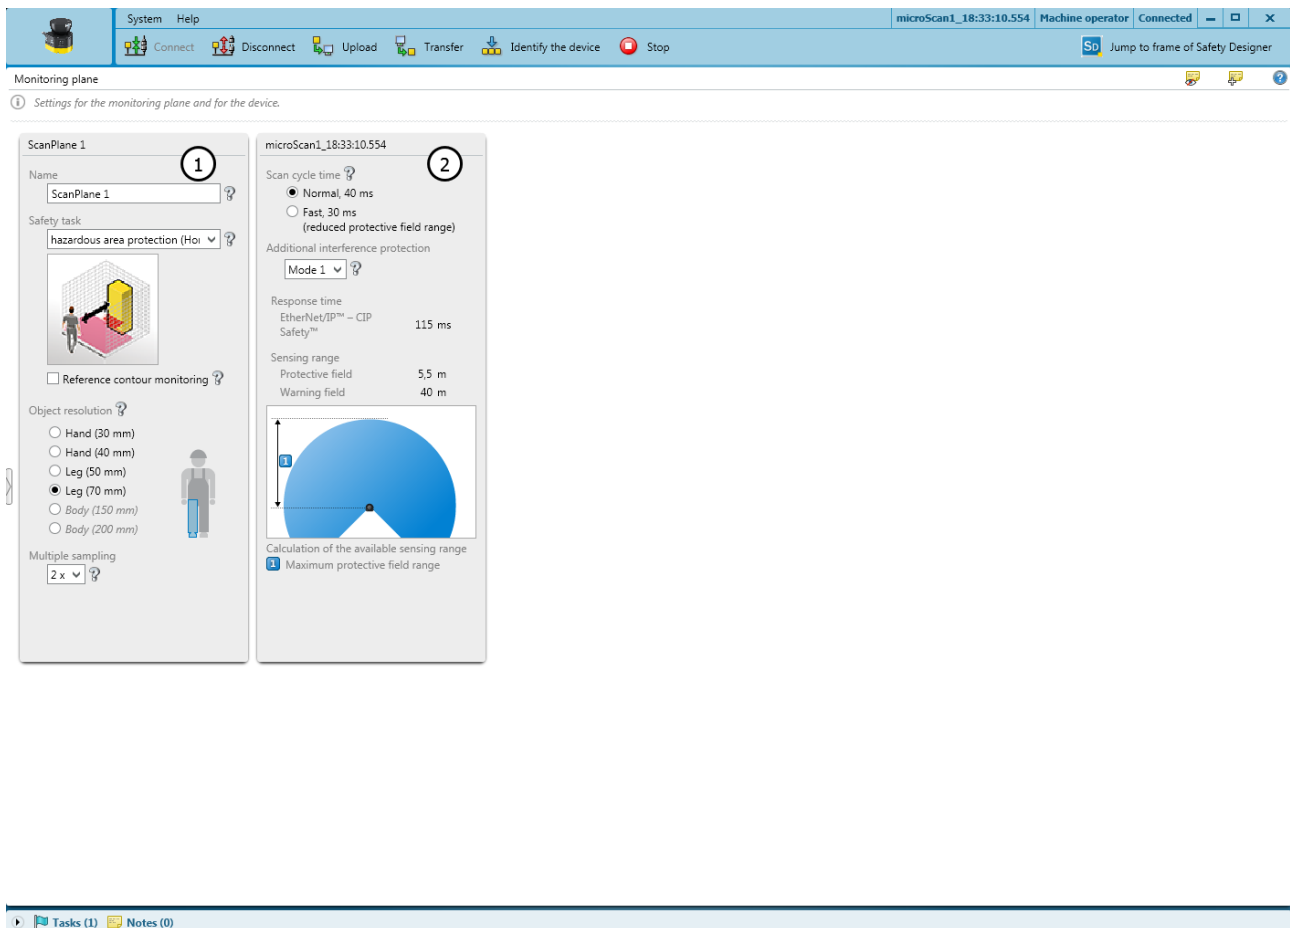 System Help
microScan1_18:33:10.554 Machine operator Connected
Connect Disconnect Upload Transfer Identify the device Stop
SD Jump to frame of Safety Designer
Monitoring plane
Settings for the monitoring plane and for the device.
ScanPlane 1
1
Name
ScanPlane 1
Safety task
hazardous area protection (Hor
Reference contour monitoring
Object resolution
Hand (30 mm)
Hand (40 mm)
Leg (50 mm)
Leg (70 mm)
Body (150 mm)
Body (200 mm)
Multiple sampling
2 x
microScan1_18:33:10.554
2
Scan cycle time
Normal, 40 ms
Fast, 30 ms
(reduced protective field range)
Additional interference protection
Mode 1
Response time
EtherNet/IP™ – CIP
Safety™
115 ms
Sensing range
Protective field 5,5 m
Warning field 40 m
1
Calculation of the available sensing range
1 Maximum protective field range
Tasks (1) Notes (0)